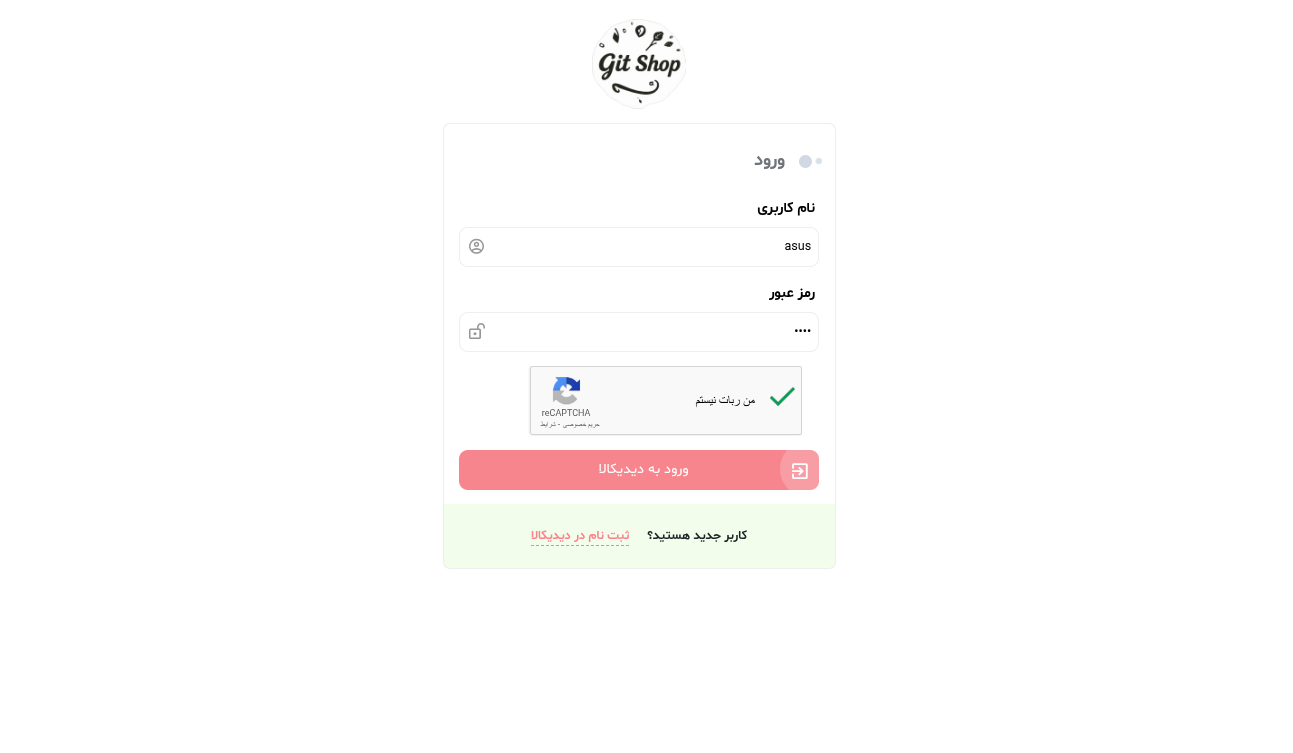 Git Shop
ورود
نام کاربری
asus
رمز عبور
••••
من ربات نیستم
reCAPTCHA
حریم خصوصی - شرایط
ورود به دیدیکالا
کاربر جدید هستید؟ ثبت نام در دیدیکالا